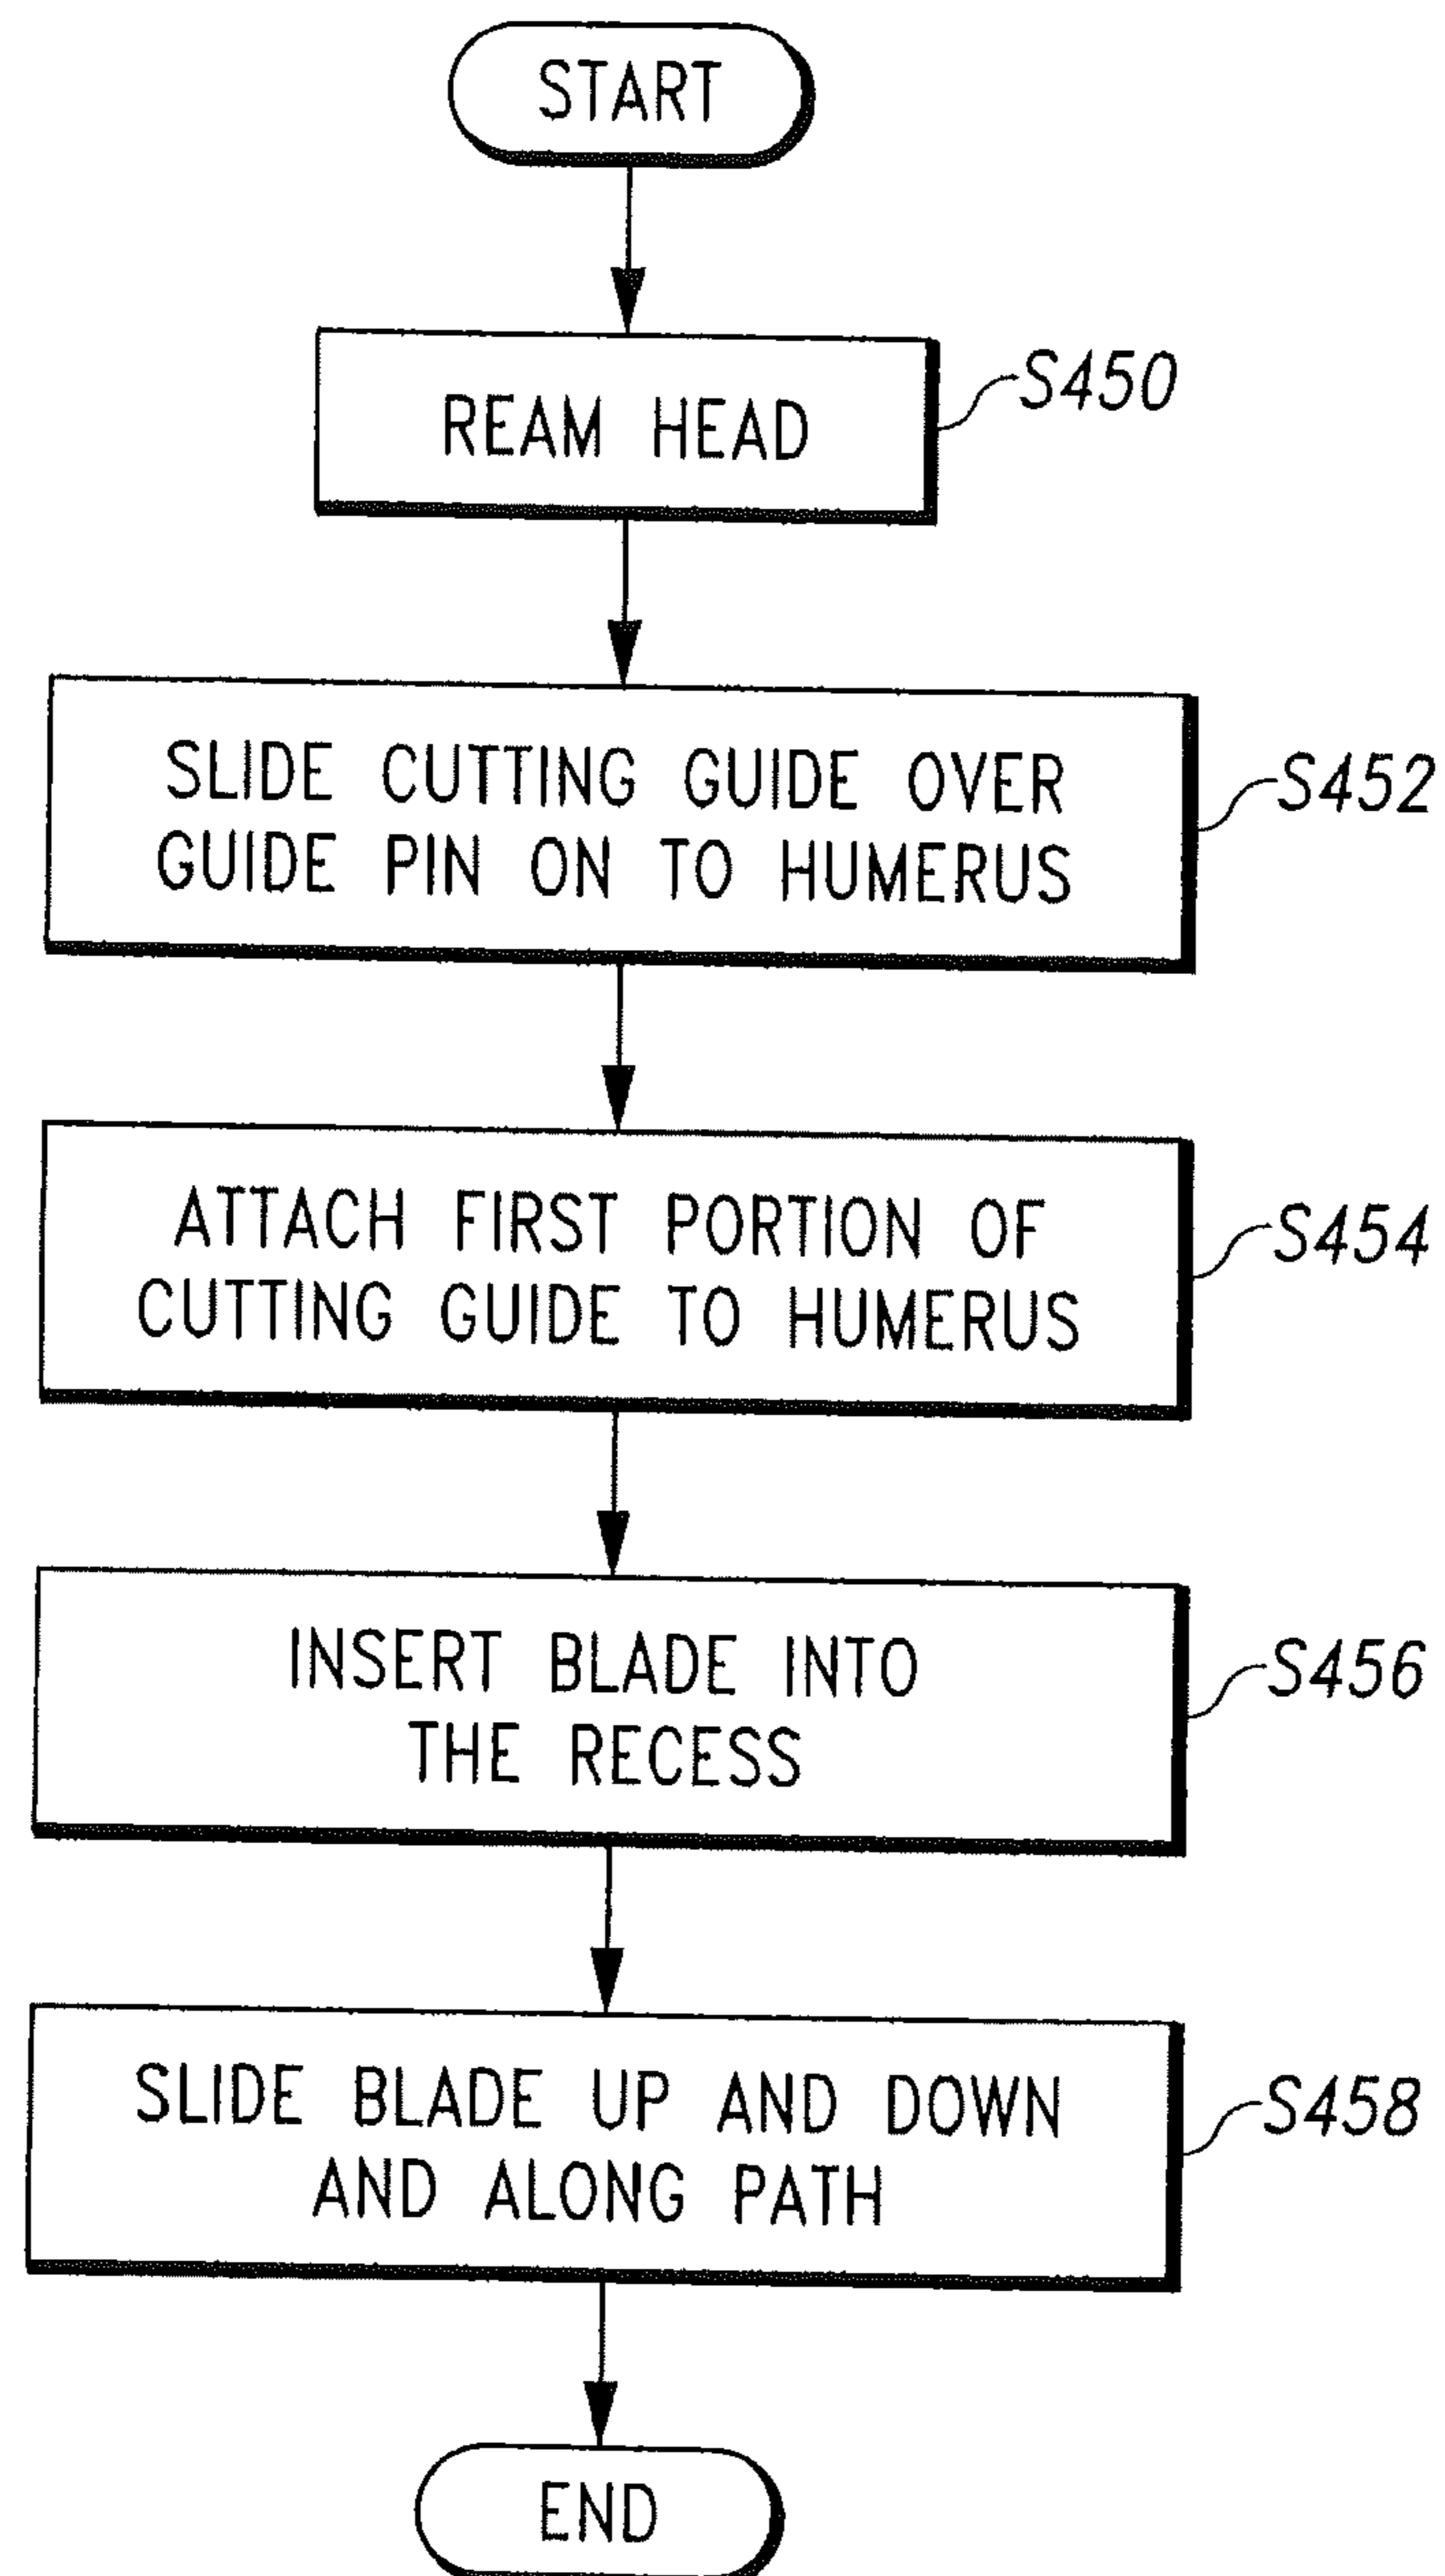 START
REAM HEAD
S450
SLIDE CUTTING GUIDE OVER
GUIDE PIN ON TO HUMERUS
S452
ATTACH FIRST PORTION OF
CUTTING GUIDE TO HUMERUS
S454
INSERT BLADE INTO
THE RECESS
S456
SLIDE BLADE UP AND DOWN
AND ALONG PATH
S458
END